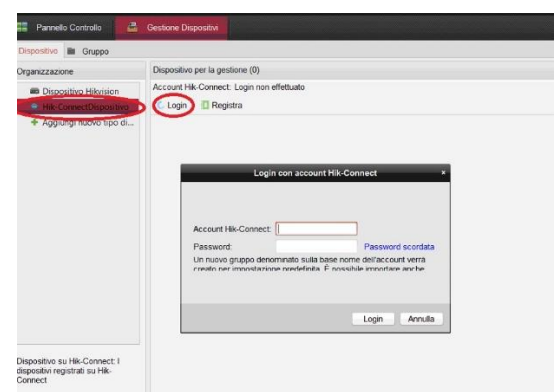 Pannello Controllo
Gestione Dispositivi
Dispositivo
Gruppo
Organizzazione
Dispositivo Hikvision
Hik-ConnectDispositivo
Aggiungi nuovo tipo di...
Dispositivo per la gestione (0)
Account Hik-Connect: Login non effettuato
Login
Registra
Login con account Hik-Connect
×
Account Hik-Connect:
Password:
Password scordata
Un nuovo gruppo denominato sulla base nome dell'account verrà
creato per impostazione predefinita. È possibile importare anche
Login
Annulla
Dispositivo su Hik-Connect: I
dispositivi registrati su Hik-
Connect